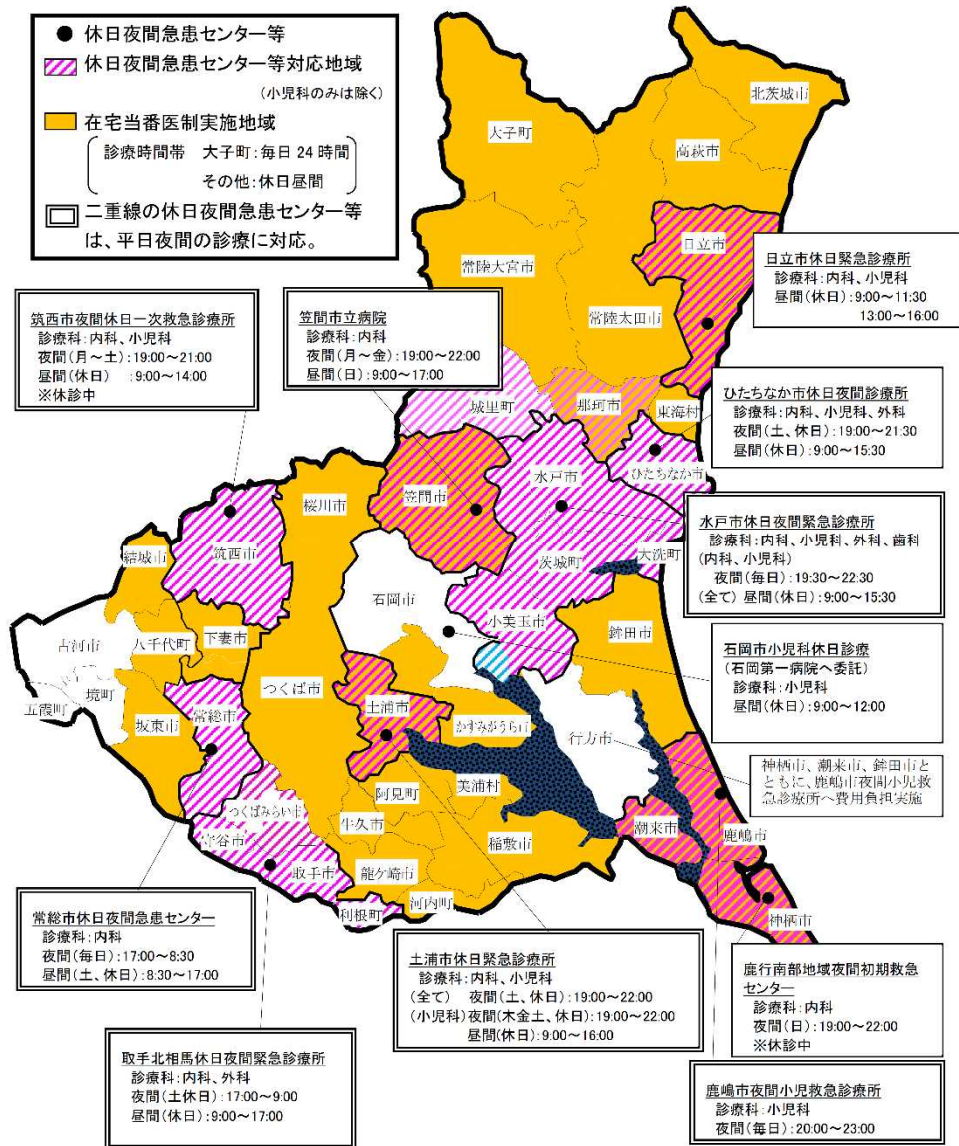 ● 休日夜間急患センター等
休日夜間急患センター等対応地域
(小児科のみは除く)
在宅当番医制実施地域
診療時間帯 大子町:毎日24時間
その他:休日昼間
二重線の休日夜間急患センター等
は、平日夜間の診療に対応。
北茨城市
大子町
高萩市
日立市
常陸大宮市
常陸太田市
日立市休日緊急診療所
診療科:内科、小児科
昼間(休日):9:00~11:30
13:00~16:00
筑西市夜間休日一次救急診療所
診療科:内科、小児科
夜間(月~土):19:00~21:00
昼間(休日) :9:00~14:00
※休診中
笠間市立病院
診療科:内科
夜間(月~金):19:00~22:00
昼間(日):9:00~17:00
城里町
那珂市
東海村
ひたちなか市休日夜間診療所
診療科:内科、小児科、外科
夜間(土、休日):19:00~21:30
昼間(休日):9:00~15:30
水戸市
ひたちなか市
笠間市
桜川市
筑西市
結城市
茨城町
大洗町
水戸市休日夜間緊急診療所
診療科:内科、小児科、外科、歯科
(内科、小児科)
夜間(毎日):19:30~22:30
(全て) 昼間(休日):9:00~15:30
石岡市
小美玉市
鉾田市
古河市
八千代町
下妻市
つくば市
境町
五霞町
坂東市
常総市
土浦市
かすみがうら市
行方市
石岡市小児科休日診療
(石岡第一病院へ委託)
診療科:小児科
昼間(休日):9:00~12:00
神栖市、潮来市、鉾田市と
ともに、鹿嶋市夜間小児救
急診療所へ費用負担実施
阿見町
美浦村
つくばみらい市
牛久市
稲敷市
潮来市
鹿嶋市
守谷市
取手市
龍ケ崎市
河内町
利根町
神栖市
常総市休日夜間急患センター
診療科:内科
夜間(毎日):17:00~8:30
昼間(土、休日):8:30~17:00
土浦市休日緊急診療所
診療科:内科、小児科
(全て) 夜間(土、休日):19:00~22:00
(小児科)夜間(木金土、休日):19:00~22:00
昼間(休日):9:00~16:00
鹿行南部地域夜間初期救急
センター
診療科:内科
夜間(日):19:00~22:00
※休診中
取手北相馬休日夜間緊急診療所
診療科:内科、外科
夜間(土休日):17:00~9:00
昼間(休日):9:00~17:00
鹿嶋市夜間小児救急診療所
診療科:小児科
夜間(毎日):20:00~23:00